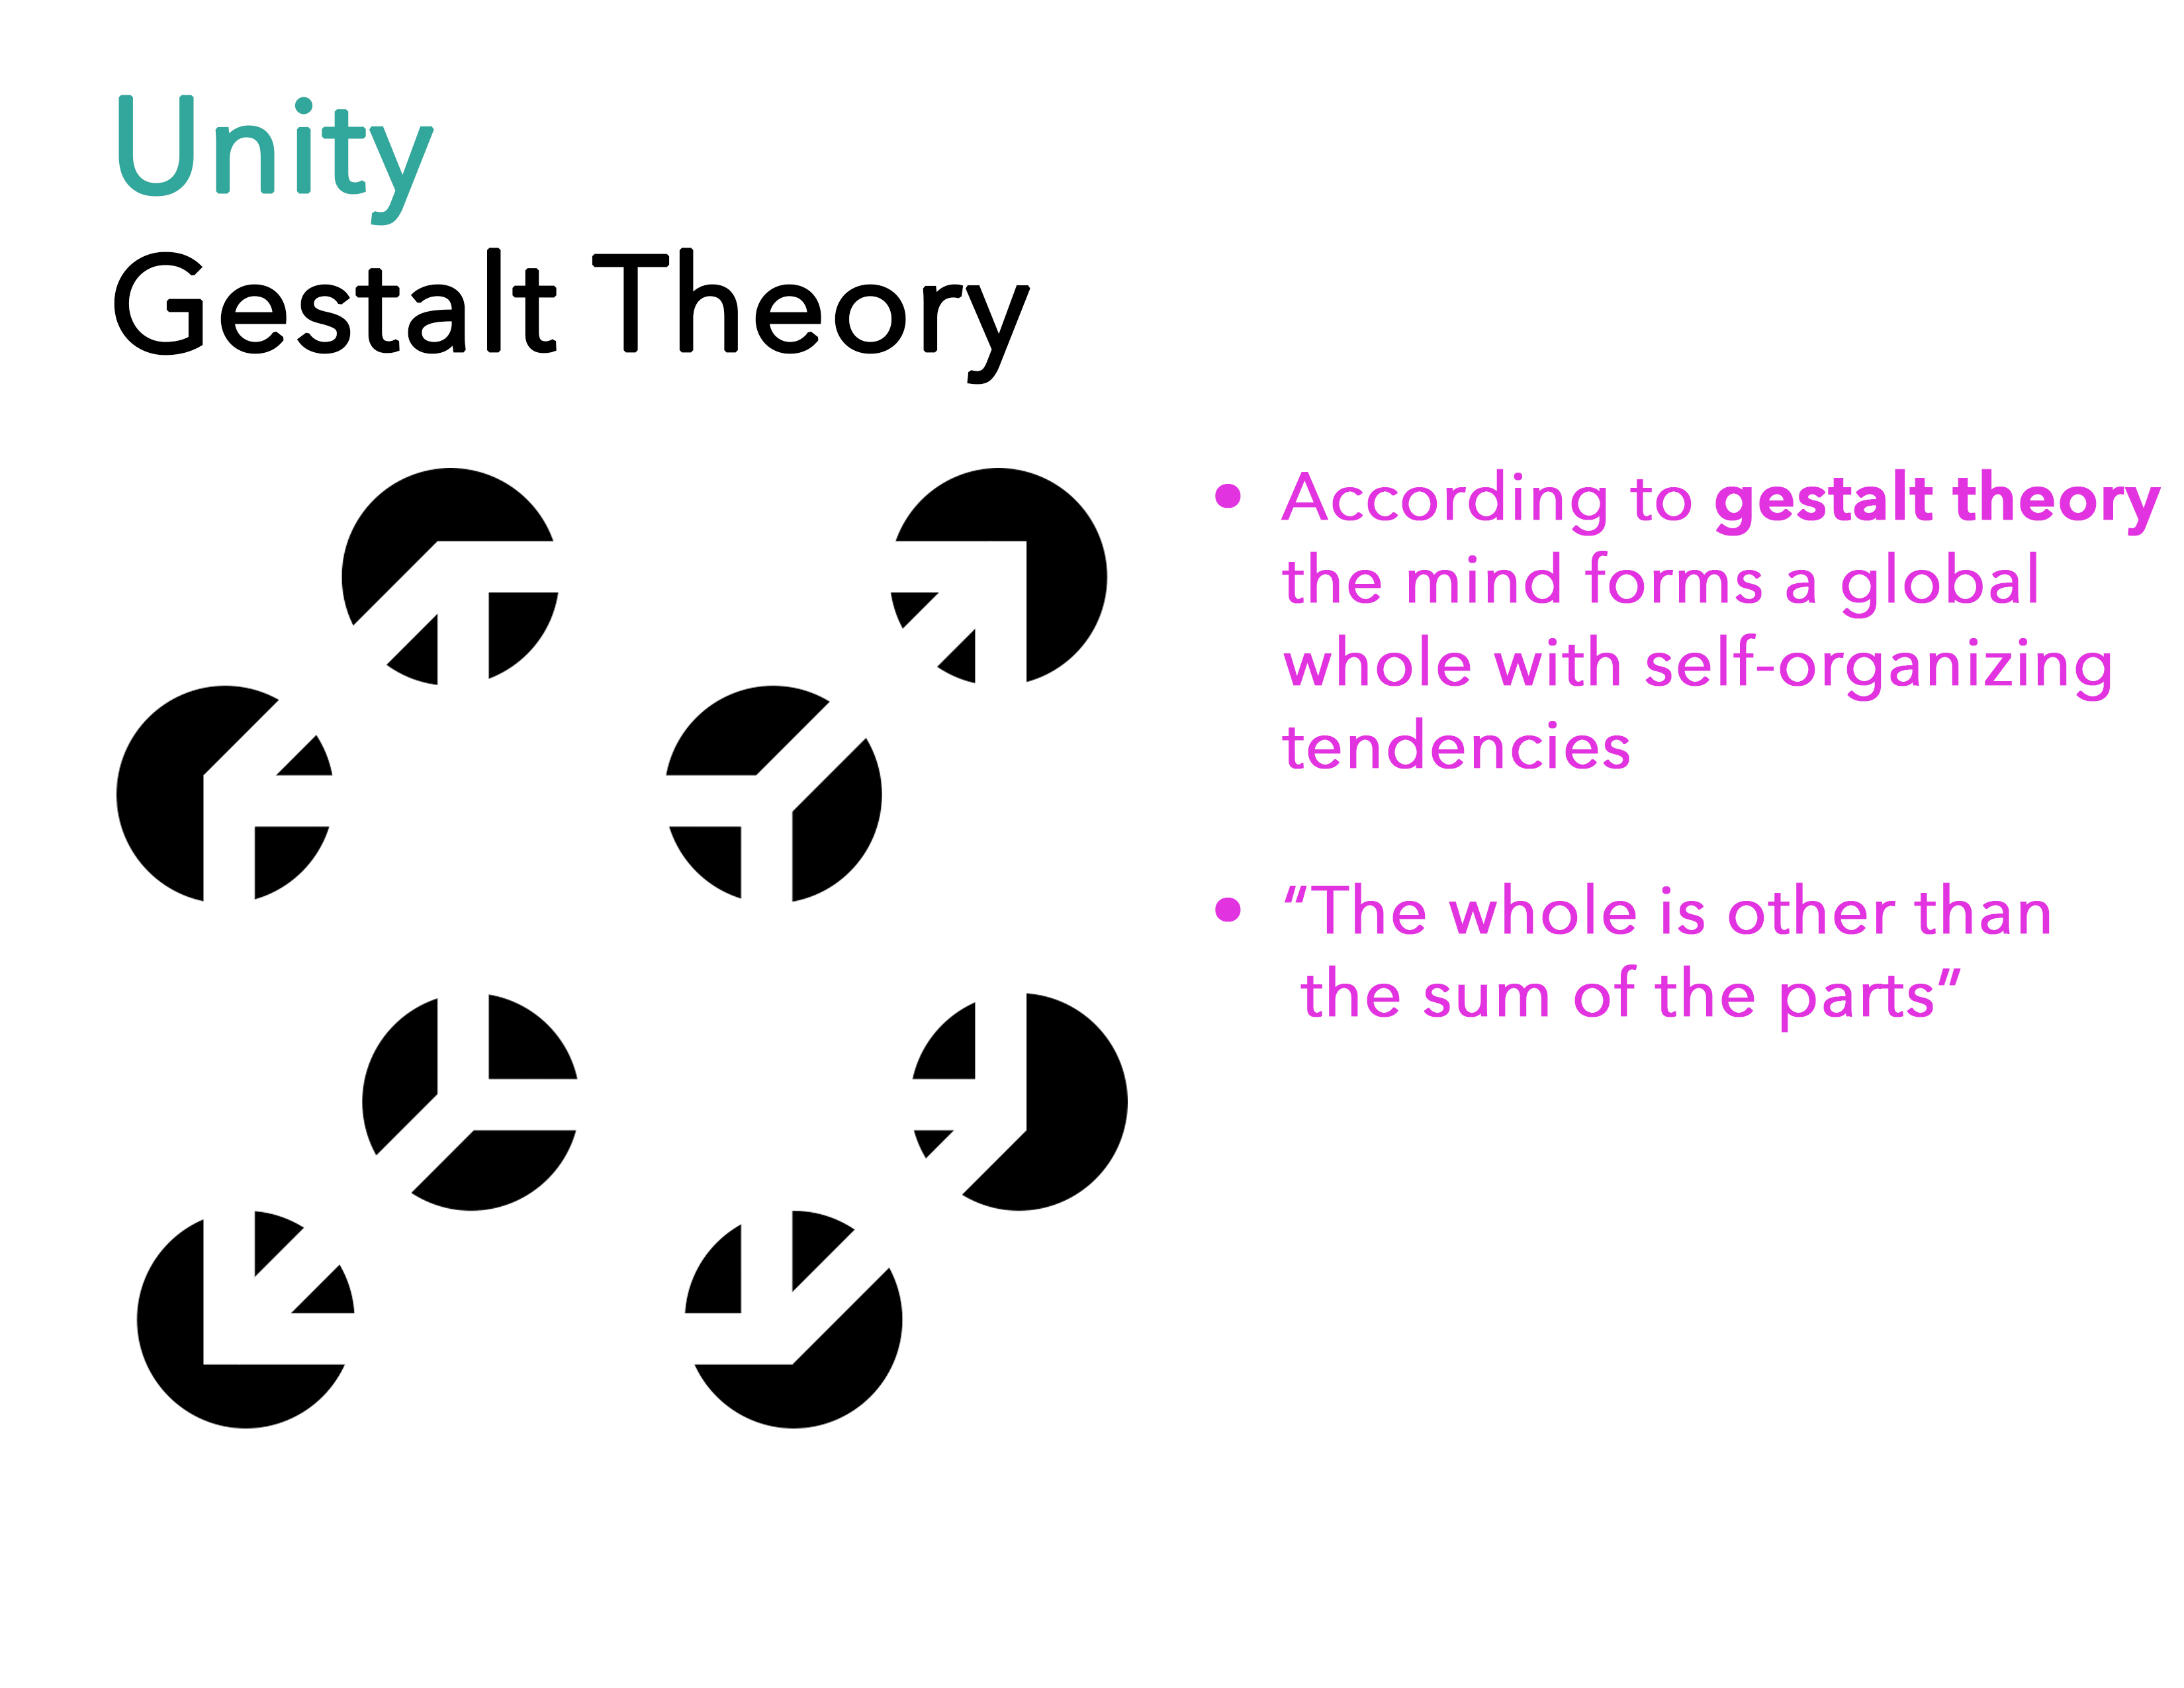 Unity
Gestalt Theory
• According to gestalt theory
the mind forms a global
whole with self-organizing
tendencies
• “The whole is other than
the sum of the parts”